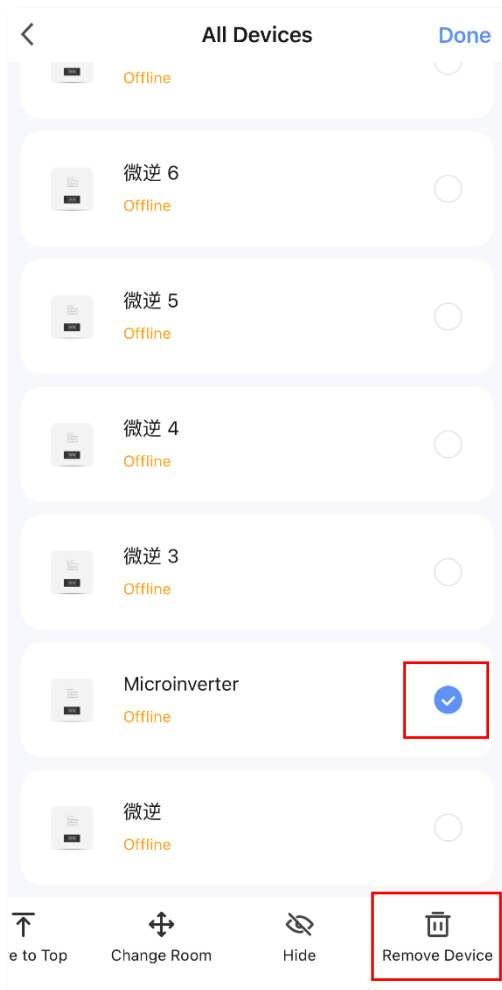 All Devices
Done
Offline
微逆 6
Offline
微逆 5
Offline
微逆 4
Offline
微逆 3
Offline
Microinverter
Offline
微逆
Offline
e to Top
Change Room
Hide
Remove Device